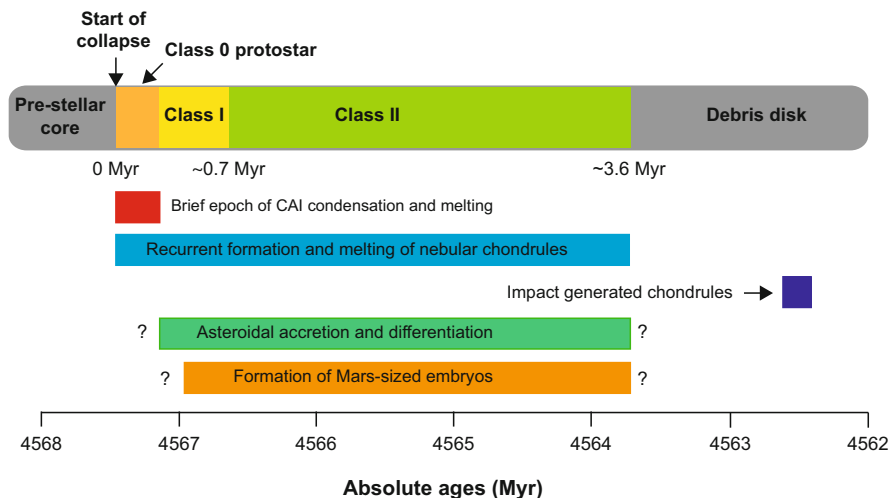 Start of
collapse
Class 0 protostar
Pre-stellar
core
Class I
Class II
Debris disk
0 Myr
~0.7 Myr
~3.6 Myr
Brief epoch of CAI condensation and melting
Recurrent formation and melting of nebular chondrules
Impact generated chondrules
? Asteroidal accretion and differentiation ?
? Formation of Mars-sized embryos ?
4568 4567 4566 4565 4564 4563 4562
Absolute ages (Myr)